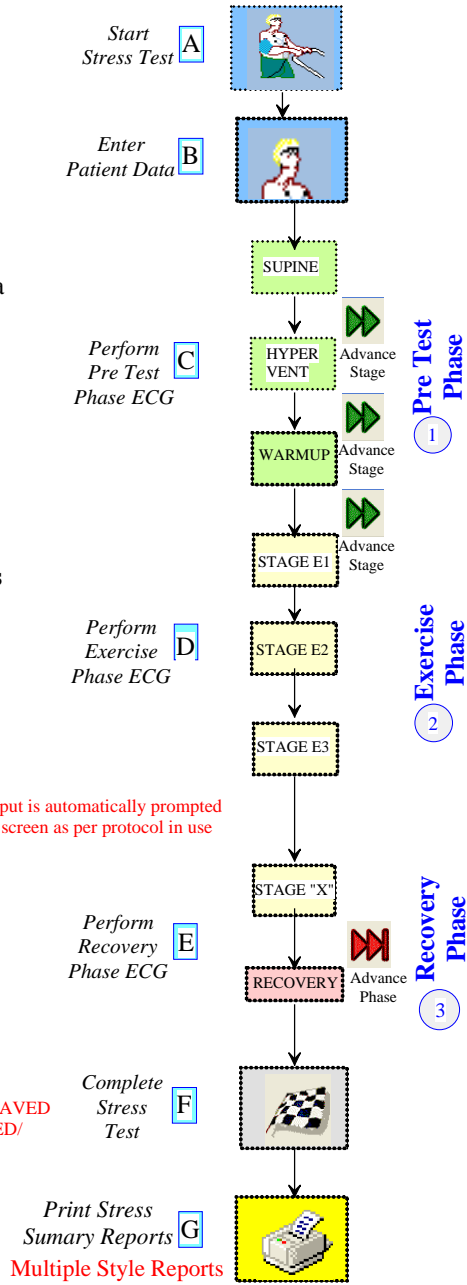 Start
Stress Test
A
Enter
Patient Data
B
a
SUPINE
Perform
Pre Test
Phase ECG
C
HYPER
VENT
Advance
Stage
Pre Test
Phase
1
WARMUP
Advance
Stage
STAGE E1
Advance
Stage
s
Perform
Exercise
Phase ECG
D
STAGE E2
Exercise
Phase
2
STAGE E3
put is automatically prompted
screen as per protocol in use
STAGE "X"
Perform
Recovery
Phase ECG
E
RECOVERY
Advance
Phase
Recovery
Phase
3
Complete
Stress
Test
F
AVED
ED/
Print Stress
Sumary Reports
G
Multiple Style Reports